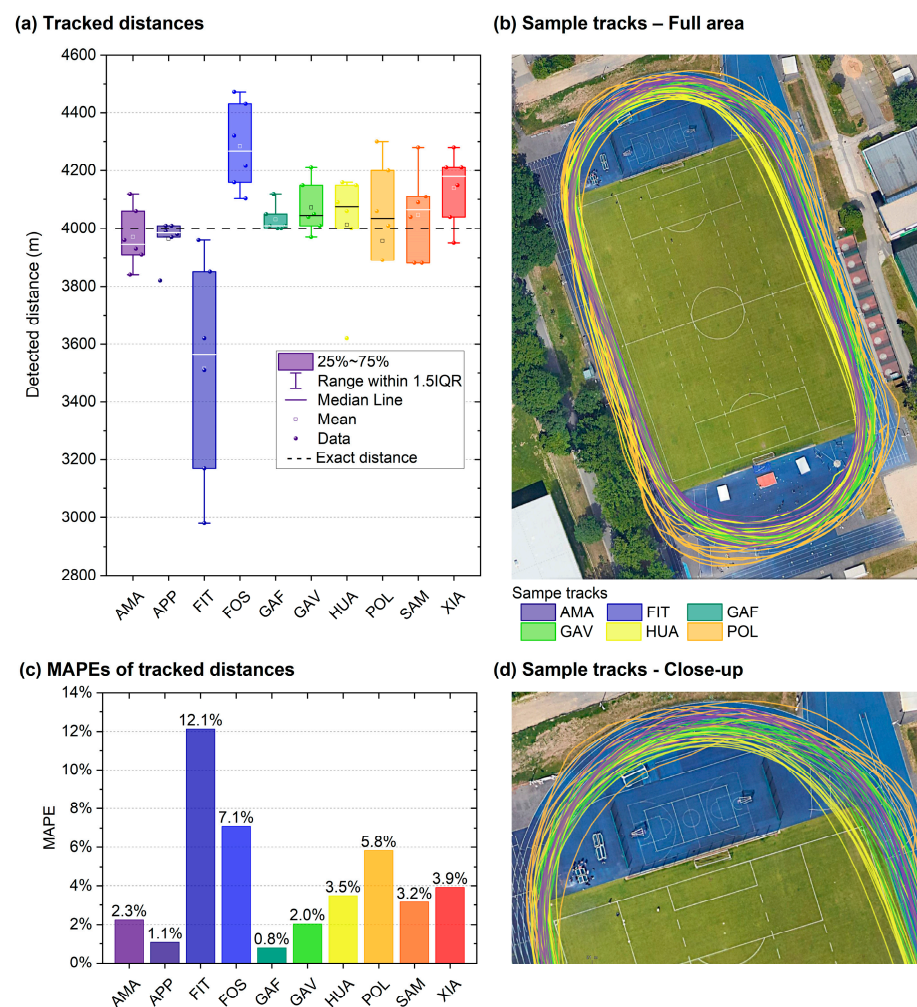 (a) Tracked distances
4600
4400
4200
4000
3800
3600
3400
3200
3000
2800
Detected distance (m)
25%~75%
Range within 1.5IQR
Median Line
Mean
Data
Exact distance
AMA APP FIT FOS GAF GAV HUA POL SAM XIA
(b) Sample tracks – Full area
Sampe tracks
AMA FIT GAF
GAV HUA POL
(c) MAPEs of tracked distances
14%
12%
10%
8%
6%
4%
2%
0%
MAPE
2.3% 1.1% 12.1% 7.1% 0.8% 2.0% 3.5% 5.8% 3.2% 3.9%
AMA APP FIT FOS GAF GAV HUA POL SAM XIA
(d) Sample tracks - Close-up